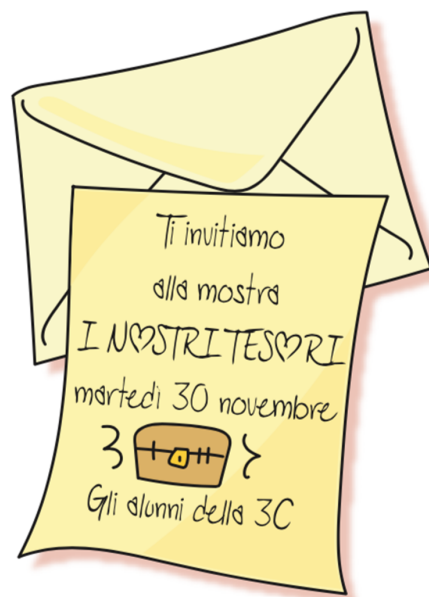 Ti invitiamo
alla mostra
I NOSTRI TESORI
martedì 30 novembre
Gli alunni della 3C